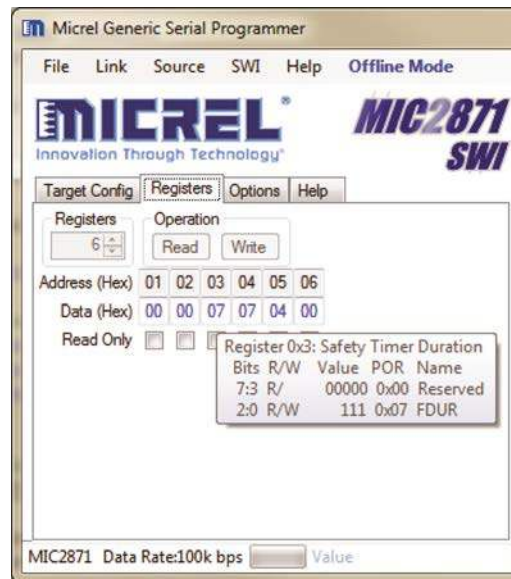 Micrel Generic Serial Programmer
File Link Source SWI Help Offline Mode
MICREL®
Innovation Through Technology®
MIC2871
SWI
Target Config Registers Options Help
Registers Operation
6 Read Write
Address (Hex) 01 02 03 04 05 06
Data (Hex) 00 00 07 07 04 00
Read Only
Register 0x3: Safety Timer Duration
Bits R/W Value POR Name
7:3 R/ 00000 0x00 Reserved
2:0 R/W 111 0x07 FDUR
MIC2871 Data Rate:100k bps Value